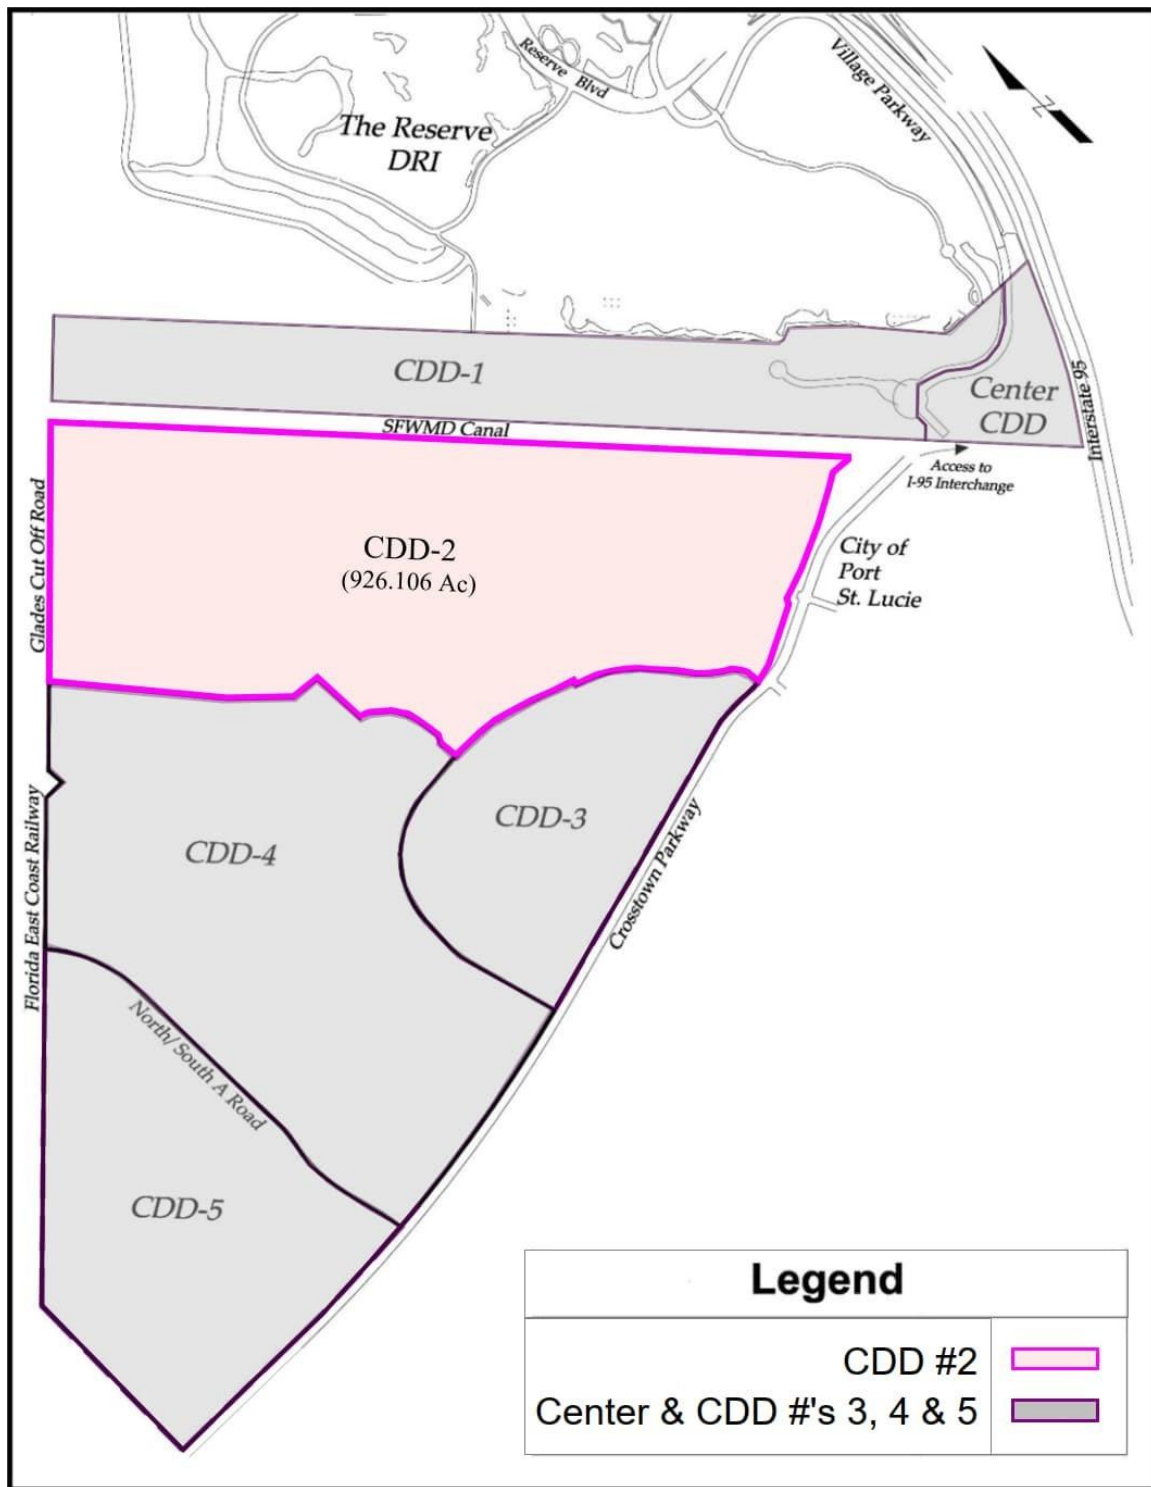 Reserve Blvd
Village Parkway
N
The Reserve
DRI
CDD-1
Center
CDD
Interstate 95
SFWMD Canal
Access to
I-95 Interchange
Glades Cut Off Road
CDD-2
(926.106 Ac)
City of
Port
St. Lucie
CDD-3
CDD-4
Crosstown Parkway
Florida East Coast Railway
North/South A Road
CDD-5
Legend
CDD #2
Center & CDD #'s 3, 4 & 5